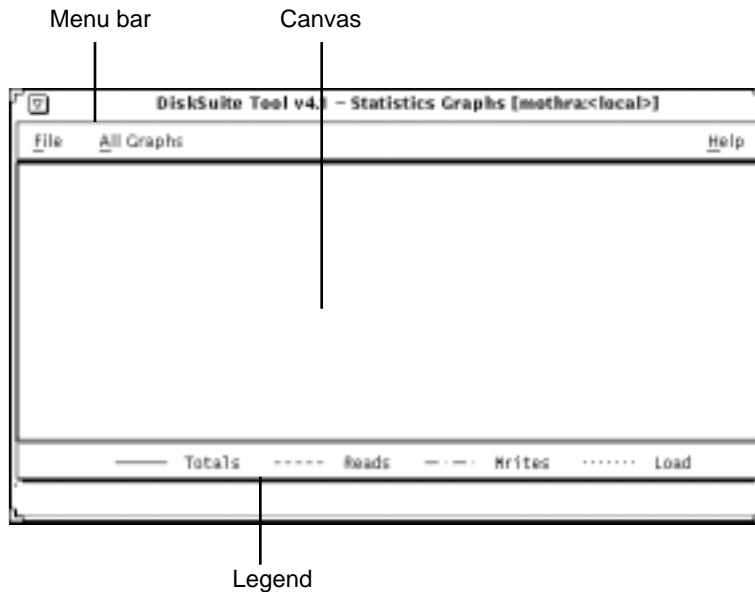 Menu bar Canvas
DiskSuite Tool v4.1 – Statistics Graphs [mothra:<local>]
File All Graphs Help
Totals Reads Writes Load
Legend